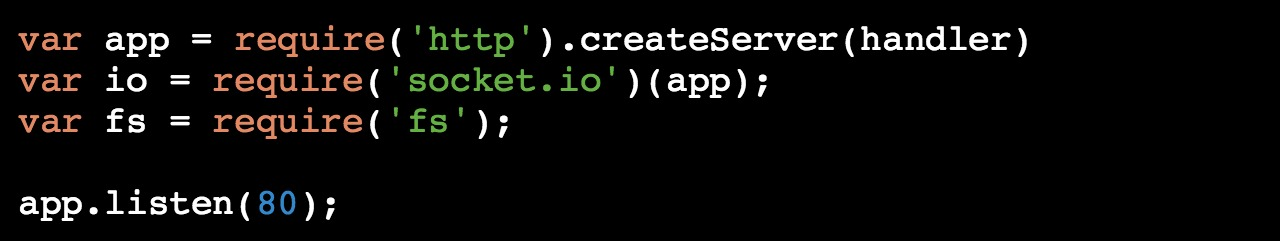 var app = require('http').createServer(handler)
var io = require('socket.io')(app);
var fs = require('fs');
app.listen(80);